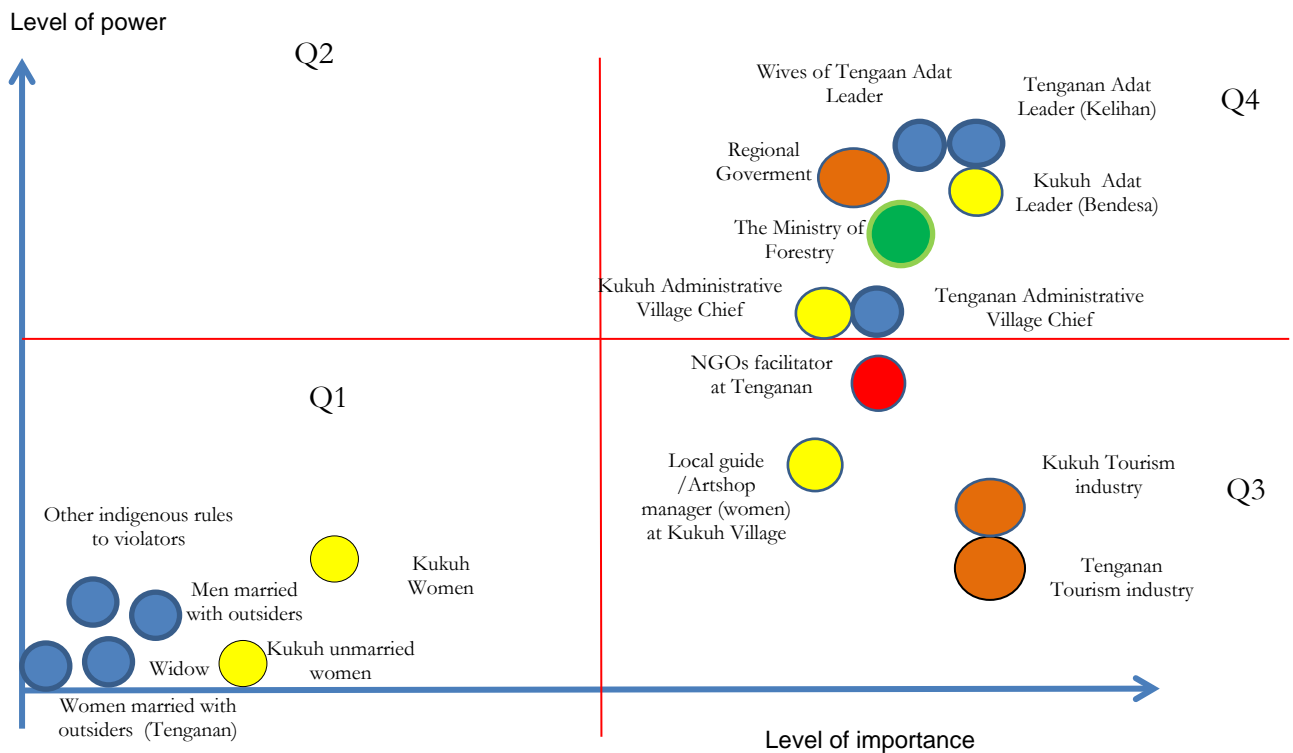 Level of power
Q2
Wives of Tengaan Adat
Leader
Tenganan Adat
Leader (Kelihan)
Q4
Regional
Goverment
Kukuh Adat
Leader (Bendesa)
The Ministry of
Forestry
Kukuh Administrative
Village Chief
Tenganan Administrative
Village Chief
NGOs facilitator
at Tenganan
Q1
Local guide
/Artshop
manager (women)
at Kukuh Village
Kukuh Tourism
industry
Q3
Tenganan
Tourism industry
Other indigenous rules
to violators
Kukuh
Women
Men married
with outsiders
Widow
Kukuh unmarried
women
Women married with
outsiders (Tenganan)
Level of importance